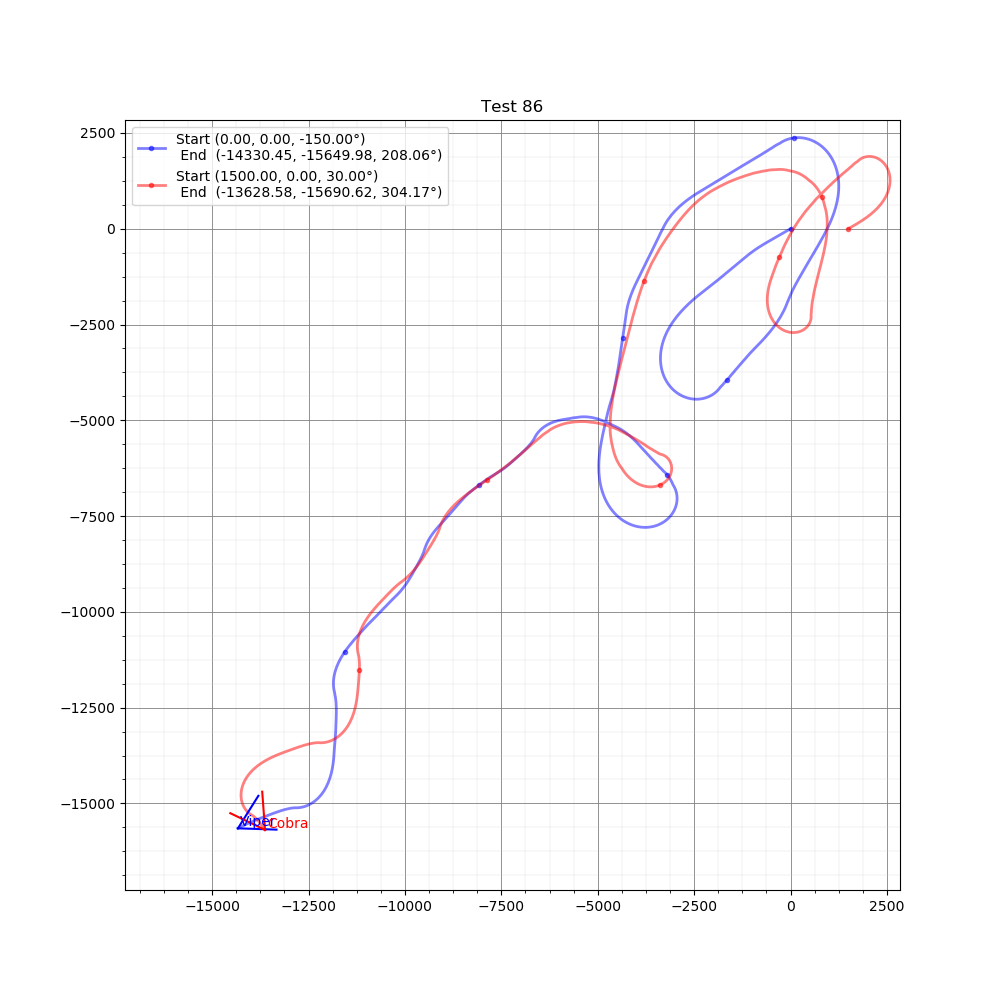 Test 86
Start (0.00, 0.00, -150.00°)
End  (-14330.45, -15649.98, 208.06°)
Start (1500.00, 0.00, 30.00°)
End  (-13628.58, -15690.62, 304.17°)
2500
0
−2500
−5000
−7500
−10000
−12500
−15000
Viper
Cobra
−15000
−12500
−10000
−7500
−5000
−2500
0
2500